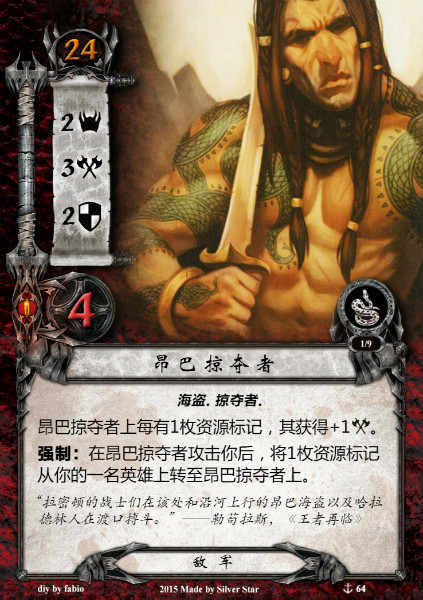 24
2
3
2
4
1/9
昂巴掠夺者
海盗. 掠夺者.
昂巴掠夺者上每有1枚资源标记，其获得+1。
强制：在昂巴掠夺者攻击你后，将1枚资源标记
从你的一名英雄上转至昂巴掠夺者上。
“拉密顿的战士们在该处和沿河上行的昂巴海盗以及哈拉
德林人在渡口搏斗。”——勒苟拉斯，《王者再临》
敌军
diy by fabio
2015 Made by Silver Star
64